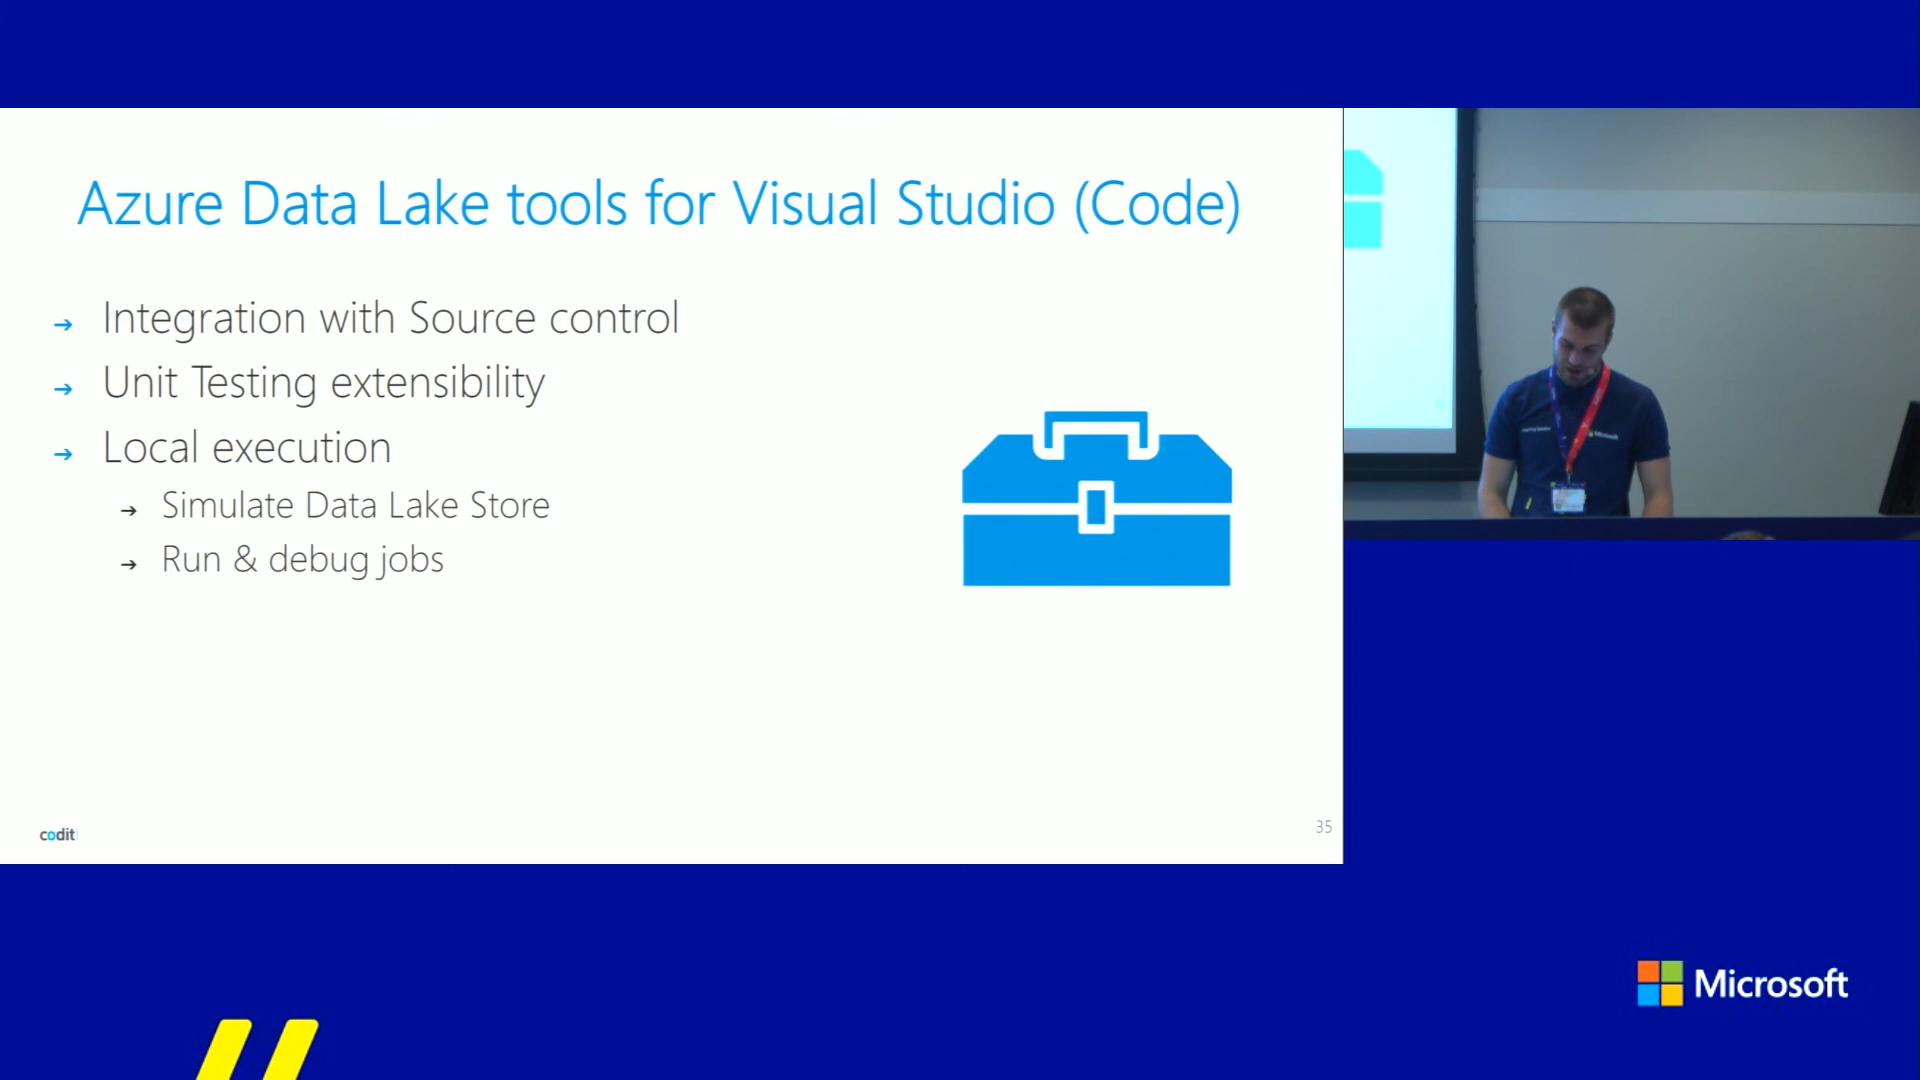 Azure Data Lake tools for Visual Studio (Code)
→ Integration with Source control
→ Unit Testing extensibility
→ Local execution
→ Simulate Data Lake Store
→ Run & debug jobs
codit
35
Microsoft
Microsoft